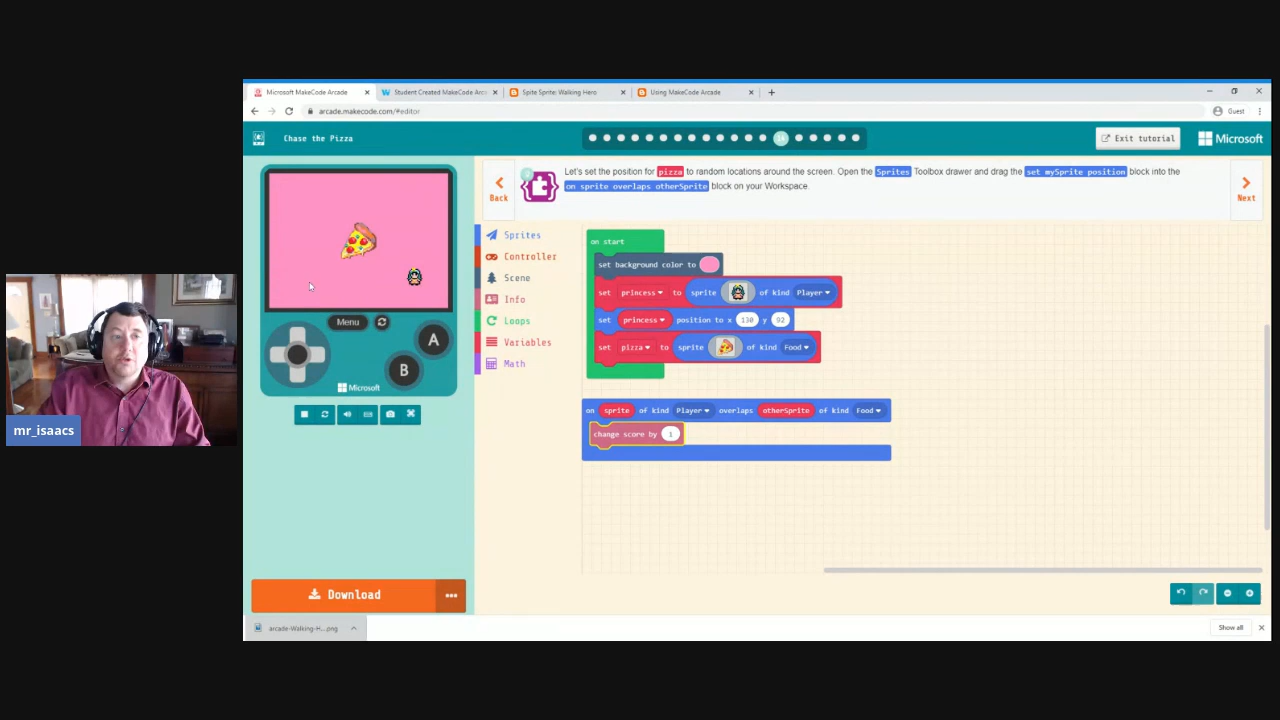 Microsoft MakeCode Arcade
Student Created MakeCode Arc
Spite Sprite: Walking Hero
Using MakeCode Arcade
arcade.makecode.com/#editor
Guest
Chase the Pizza
14
Exit tutorial
Microsoft
Back
Let's set the position for pizza to random locations around the screen. Open the Sprites Toolbox drawer and drag the set mySprite position block into the
on sprite overlaps otherSprite block on your Workspace.
Next
Sprites
Controller
Scene
Info
Loops
Variables
Math
Menu
A
B
Microsoft
on start
set background color to
set princess to sprite of kind Player
set princess position to x 130 y 92
set pizza to sprite of kind Food
on sprite of kind Player overlaps otherSprite of kind Food
change score by 1
mr_isaacs
Download
arcade-Walking-H....png
Show all